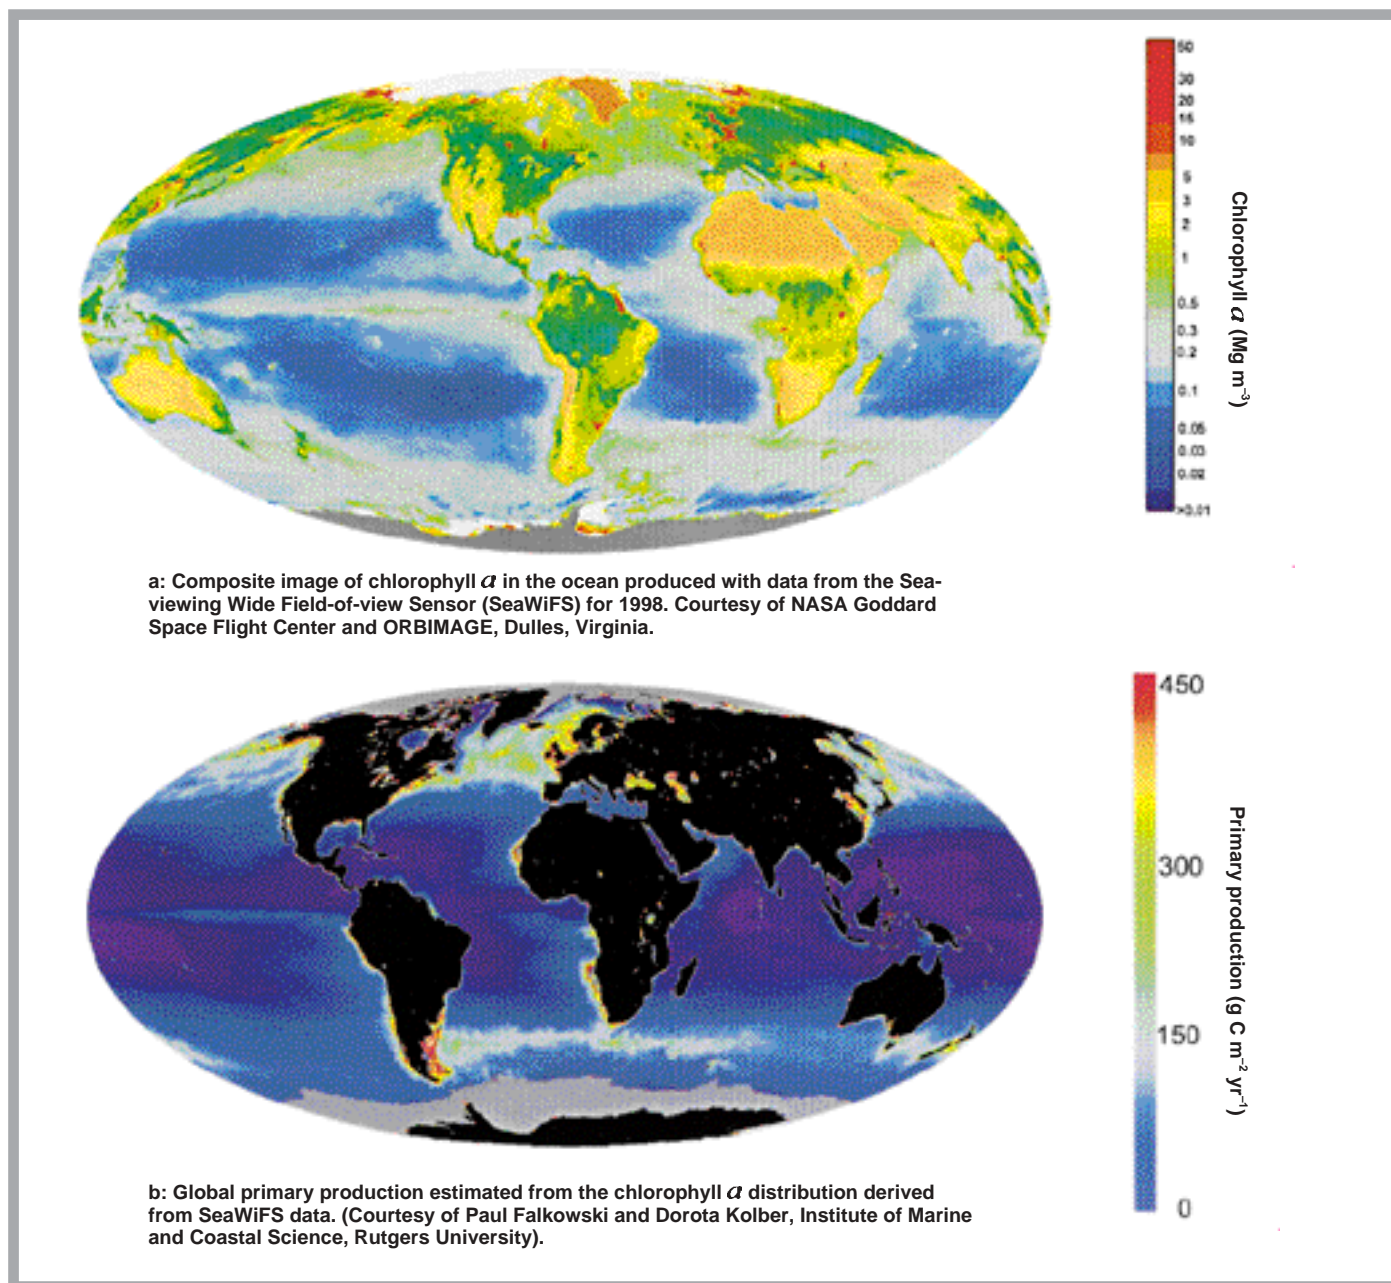 50
30
20
15
10
5
3
2
1
0.5
0.3
0.2
0.1
0.05
0.03
0.02
>0.01
Chlorophyll a (Mg m⁻³)
a: Composite image of chlorophyll a in the ocean produced with data from the Sea-
viewing Wide Field-of-view Sensor (SeaWiFS) for 1998. Courtesy of NASA Goddard
Space Flight Center and ORBIMAGE, Dulles, Virginia.
450
300
150
0
Primary production (g C m⁻² yr⁻¹)
b: Global primary production estimated from the chlorophyll a distribution derived
from SeaWiFS data. (Courtesy of Paul Falkowski and Dorota Kolber, Institute of Marine
and Coastal Science, Rutgers University).